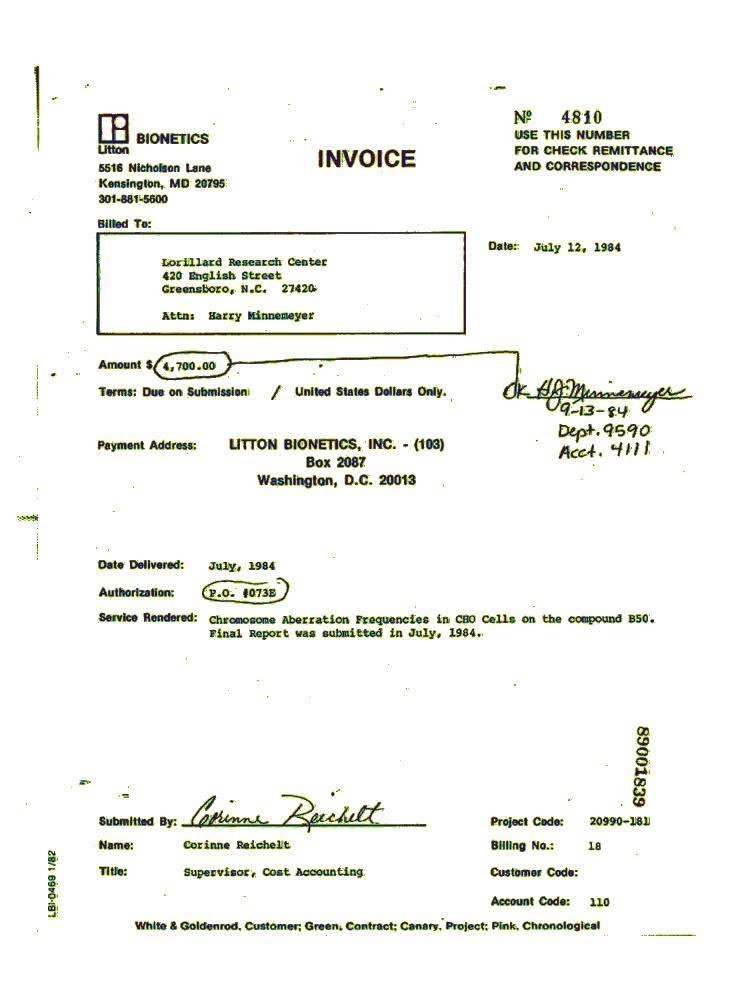 Nº 4810
USE THIS NUMBER
FOR CHECK REMITTANCE
AND CORRESPONDENCE
BIONETICS
Litton
INVOICE
5516 Nicholson Lane
Kensington, MD 20795
301-881-5600
Billed To:
Date: July 12, 1984
Lorillard Research Center
420 English Street
Greensboro, N.C. 27420
Attn: Harry Minnemeyer
Amount $ 4,700.00
Terms: Due on Submission / United States Dollars Only.
OK HJ Minnemeyer
9-13-84
Dept. 9590
Acct. 4111
Payment Address: LITTON BIONETICS, INC. - (103)
Box 2087
Washington, D.C. 20013
Date Delivered: July, 1984
Authorization: P.O. #073E
Service Rendered: Chromosome Aberration Frequencies in CHO Cells on the compound B50.
Final Report was submitted in July, 1984.
89001839
Submitted By: Corinne Reichelt
Project Code: 20990-181
Name: Corinne Reichelt
Billing No.: 18
Title: Supervisor, Cost Accounting
Customer Code:
Account Code: 110
LBI-0469 1/82
White & Goldenrod, Customer; Green, Contract; Canary, Project; Pink, Chronological